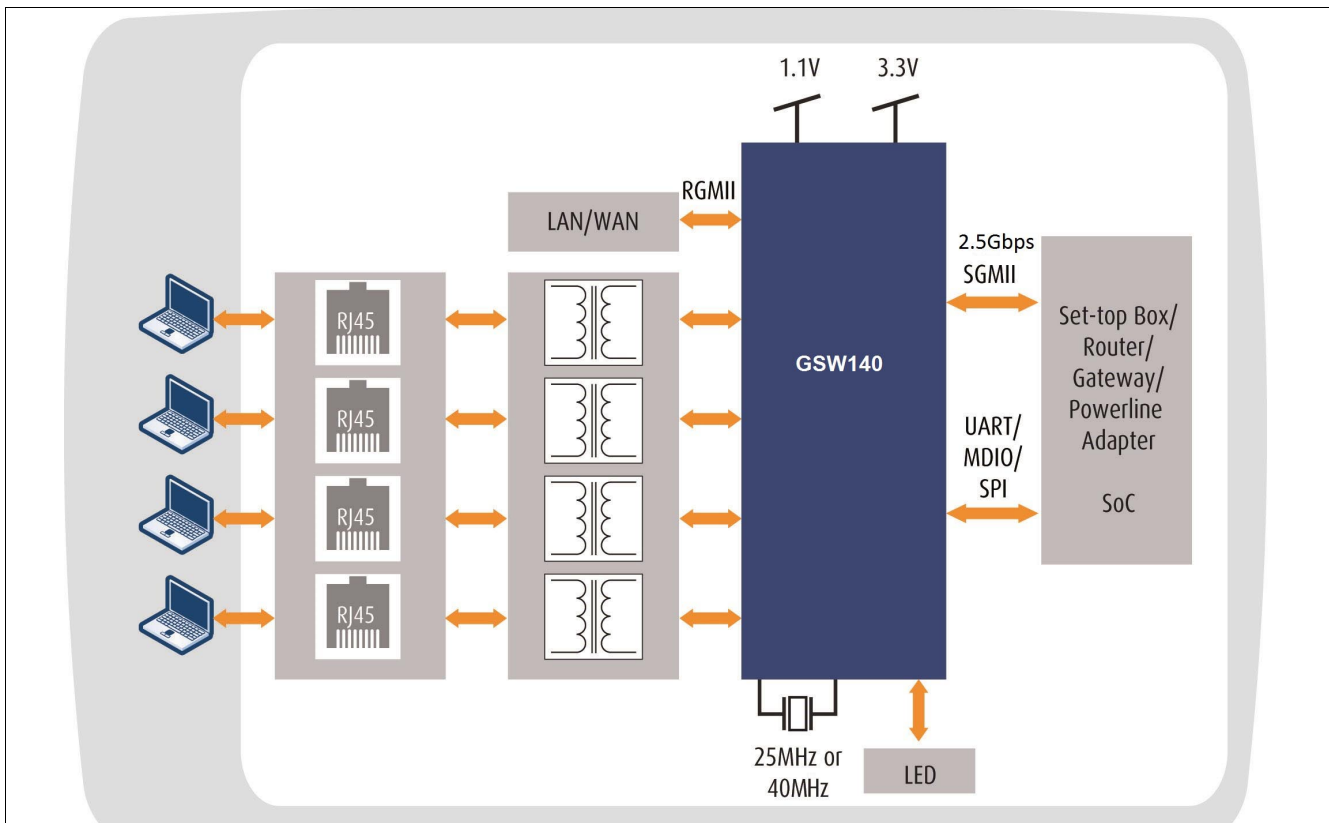 1.1V
3.3V
RGMII
LAN/WAN
2.5Gbps
SGMII
RJ45
RJ45
RJ45
RJ45
GSW140
Set-top Box/
Router/
Gateway/
Powerline
Adapter
SoC
UART/
MDIO/
SPI
25MHz or
40MHz
LED